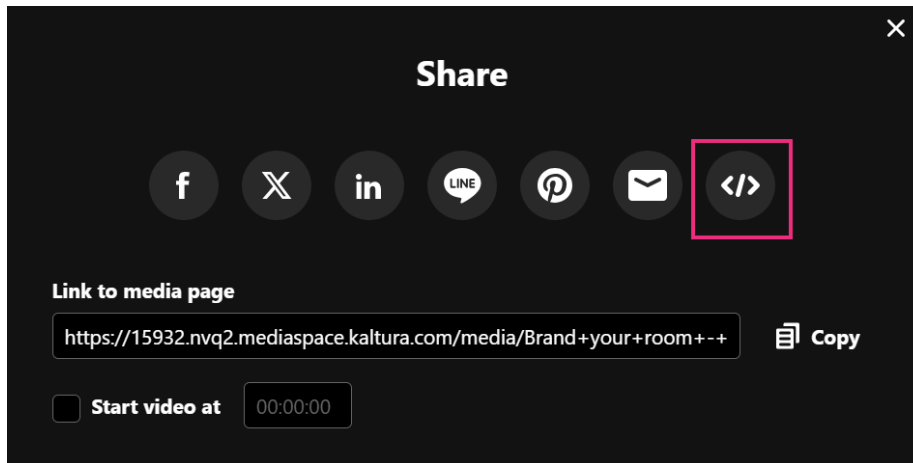 Share
f X in LINE </>
Link to media page
https://15932.nvq2.mediaspace.kaltura.com/media/Brand+your+room+-+
Copy
Start video at
00:00:00